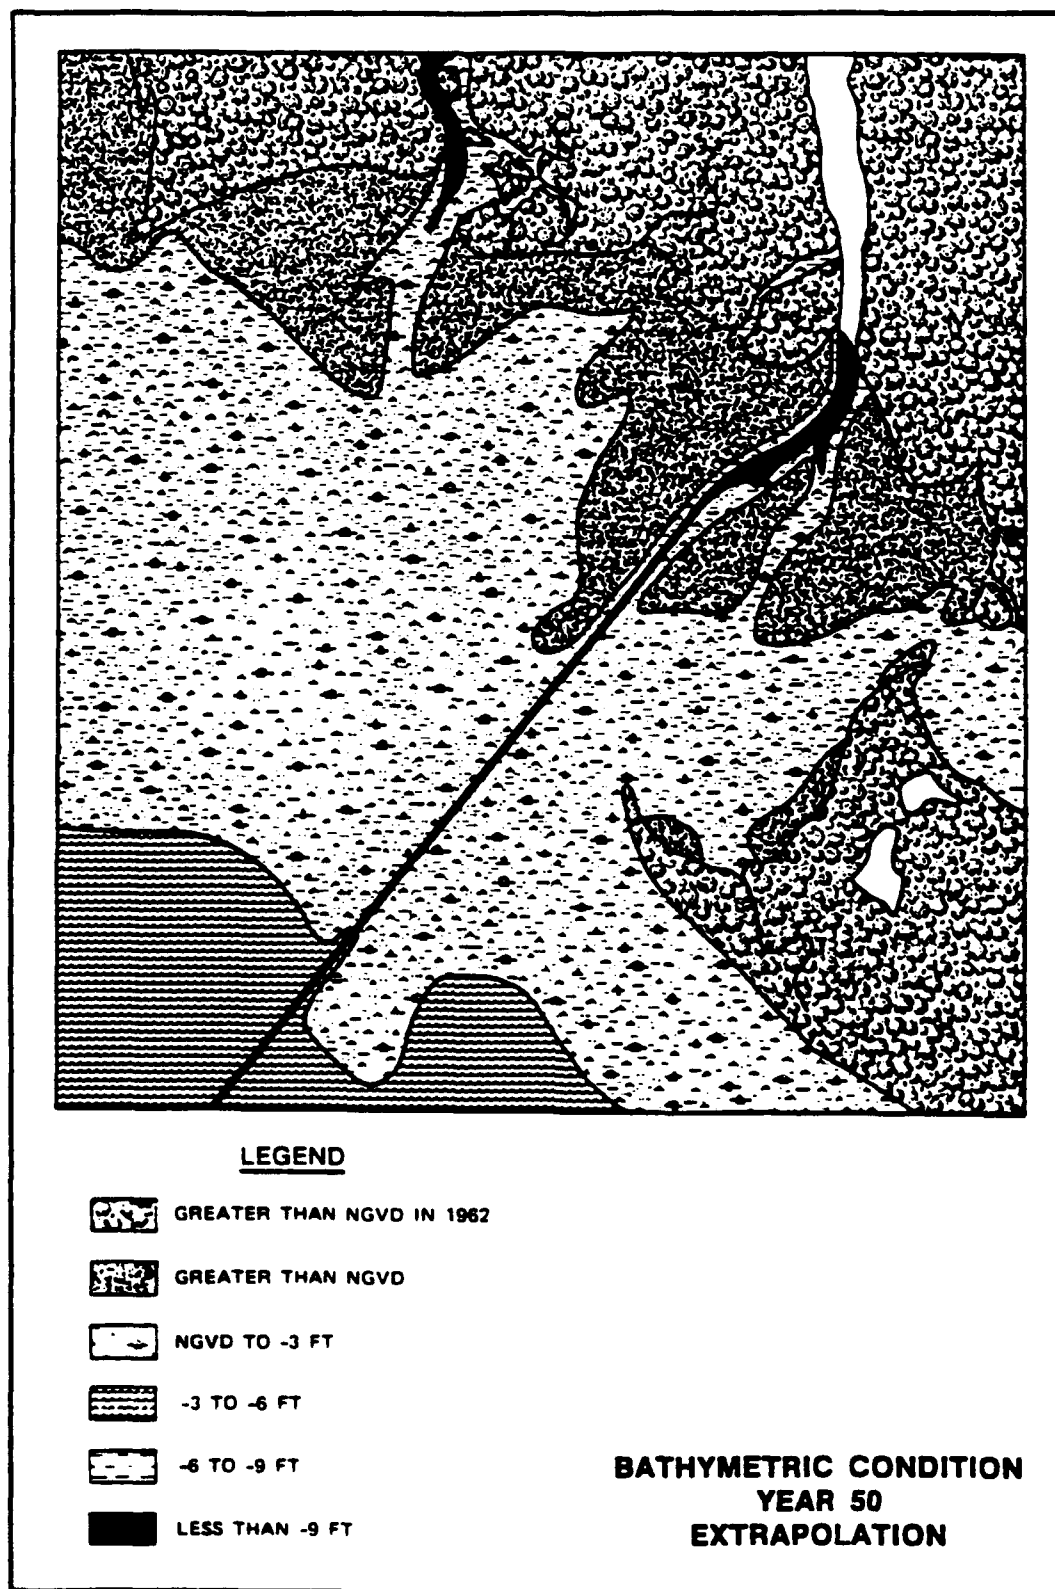 LEGEND
GREATER THAN NGVD IN 1962
GREATER THAN NGVD
NGVD TO -3 FT
-3 TO -6 FT
-6 TO -9 FT
LESS THAN -9 FT
BATHYMETRIC CONDITION
YEAR 50
EXTRAPOLATION